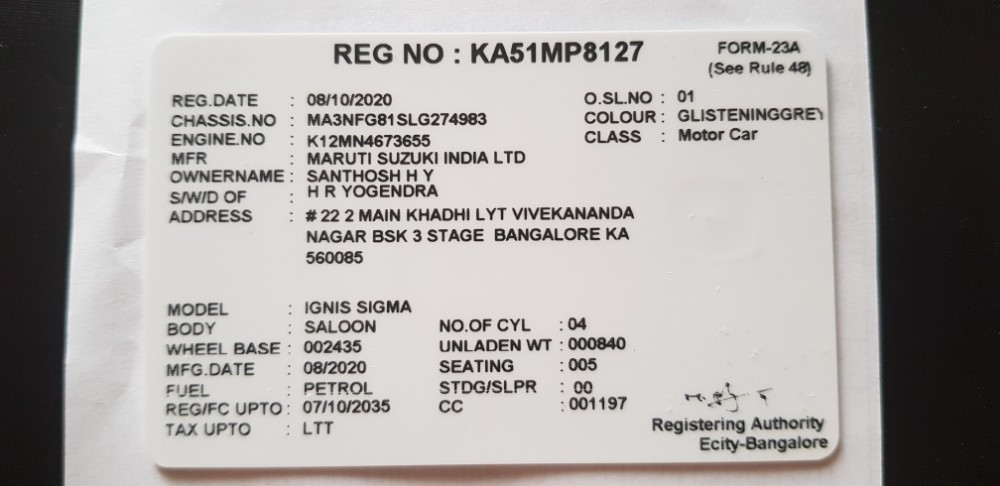 REG NO : KA51MP8127
FORM-23A
(See Rule 48)
REG.DATE : 08/10/2020 O.SL.NO : 01
CHASSIS.NO : MA3NFG81SLG274983 COLOUR : GLISTENINGGREY
ENGINE.NO : K12MN4673655 CLASS : Motor Car
MFR : MARUTI SUZUKI INDIA LTD
OWNERNAME : SANTHOSH H Y
S/W/D OF : H R YOGENDRA
ADDRESS : # 22 2 MAIN KHADHI LYT VIVEKANANDA
NAGAR BSK 3 STAGE BANGALORE KA
560085
MODEL : IGNIS SIGMA
BODY : SALOON NO.OF CYL : 04
WHEEL BASE : 002435 UNLADEN WT : 000840
MFG.DATE : 08/2020 SEATING : 005
FUEL : PETROL STDG/SLPR : 00
REG/FC UPTO : 07/10/2035 CC : 001197
TAX UPTO : LTT
Registering Authority
Ecity-Bangalore